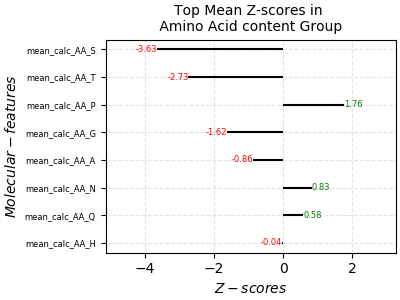 Top Mean Z-scores in
Amino Acid content Group
Molecular − features
mean_calc_AA_S
-3.63
mean_calc_AA_T
-2.73
mean_calc_AA_P
1.76
mean_calc_AA_G
-1.62
mean_calc_AA_A
-0.86
mean_calc_AA_N
0.83
mean_calc_AA_Q
0.58
mean_calc_AA_H
-0.04
−4 −2 0 2
Z − scores